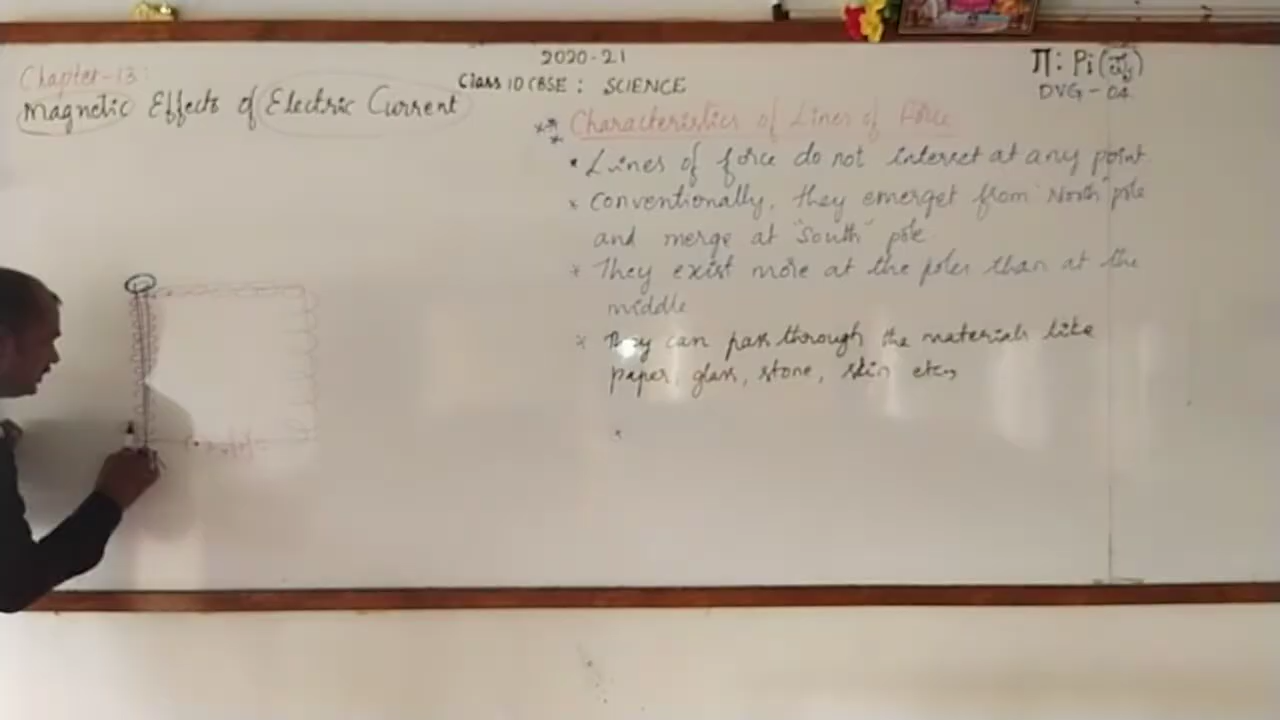 2020-21
Class 10 CBSE : SCIENCE
π : Pi
DVG - 04
Chapter-13:
Magnetic Effects of Electric Current
Characteristics of Lines of Force
* Lines of force do not interect at any point
* Conventionally, they emerget from "North" pole
and merge at "South" pole
* They exist more at the poles than at the
middle
* They can pass through the materials like
paper, glass, stone, skin etc,
*